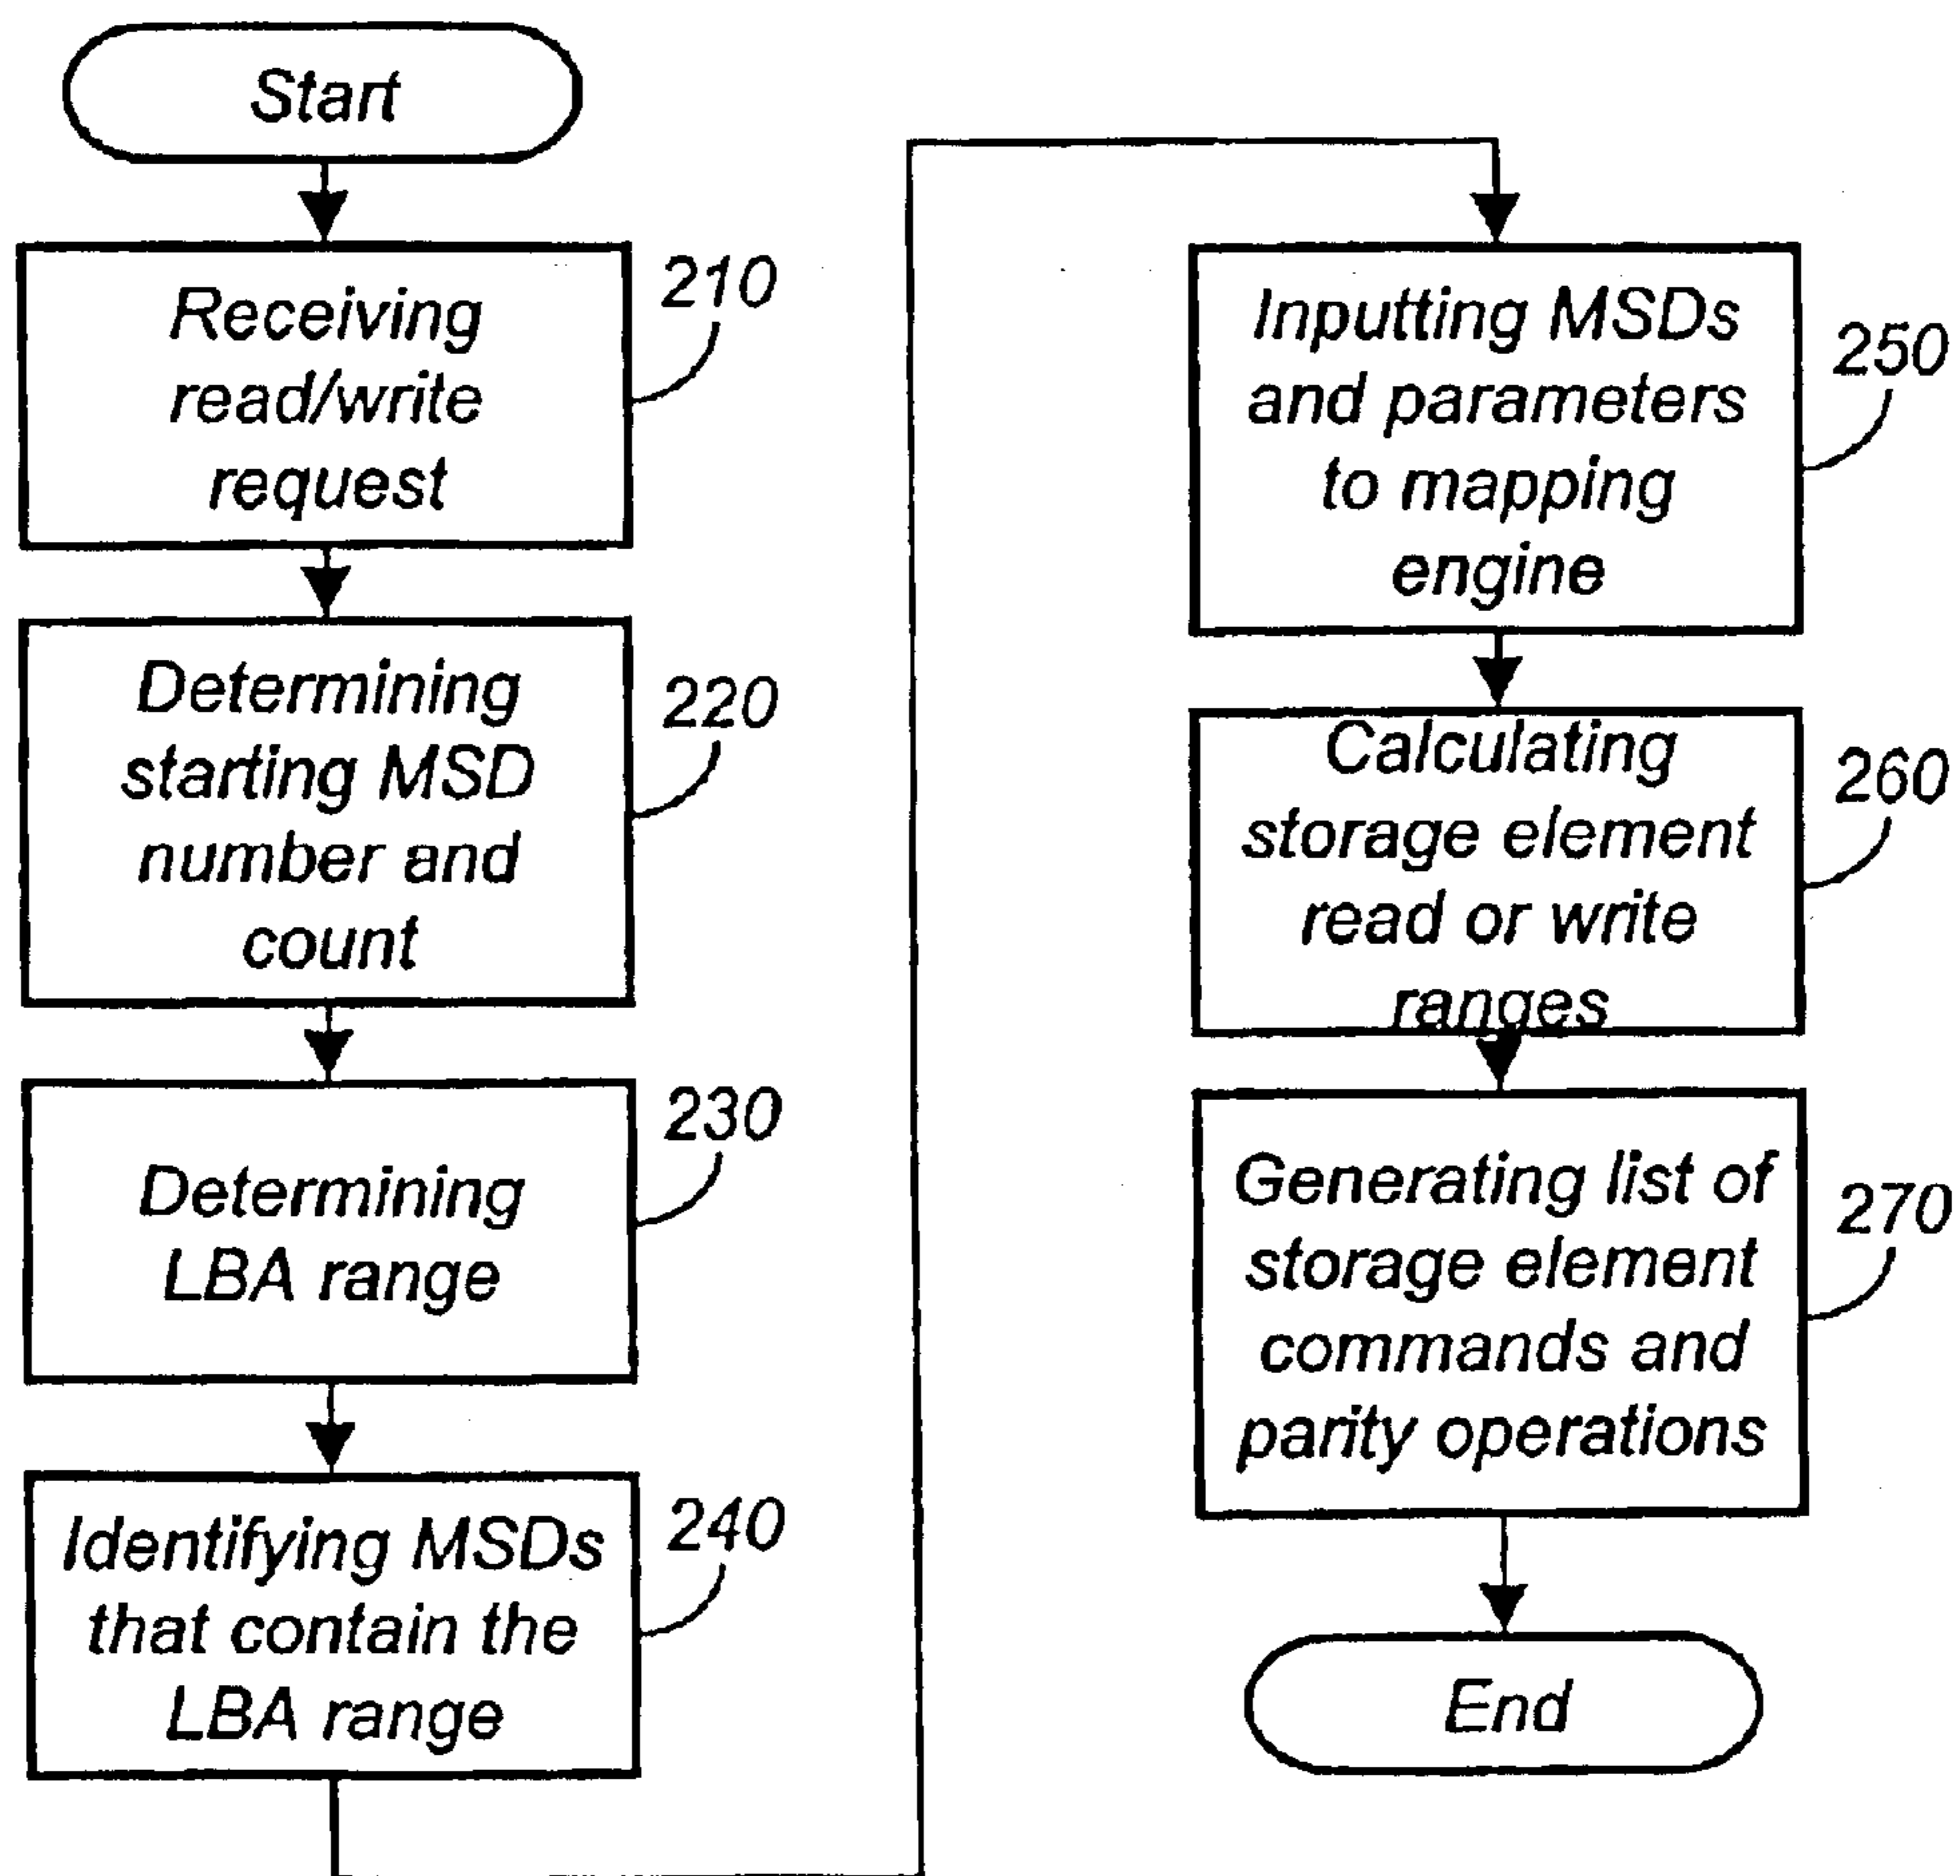 Start
Receiving
read/write
request
210
Determining
starting MSD
number and
count
220
Determining
LBA range
230
Identifying MSDs
that contain the
LBA range
240
Inputting MSDs
and parameters
to mapping
engine
250
Calculating
storage element
read or write
ranges
260
Generating list of
storage element
commands and
parity operations
270
End